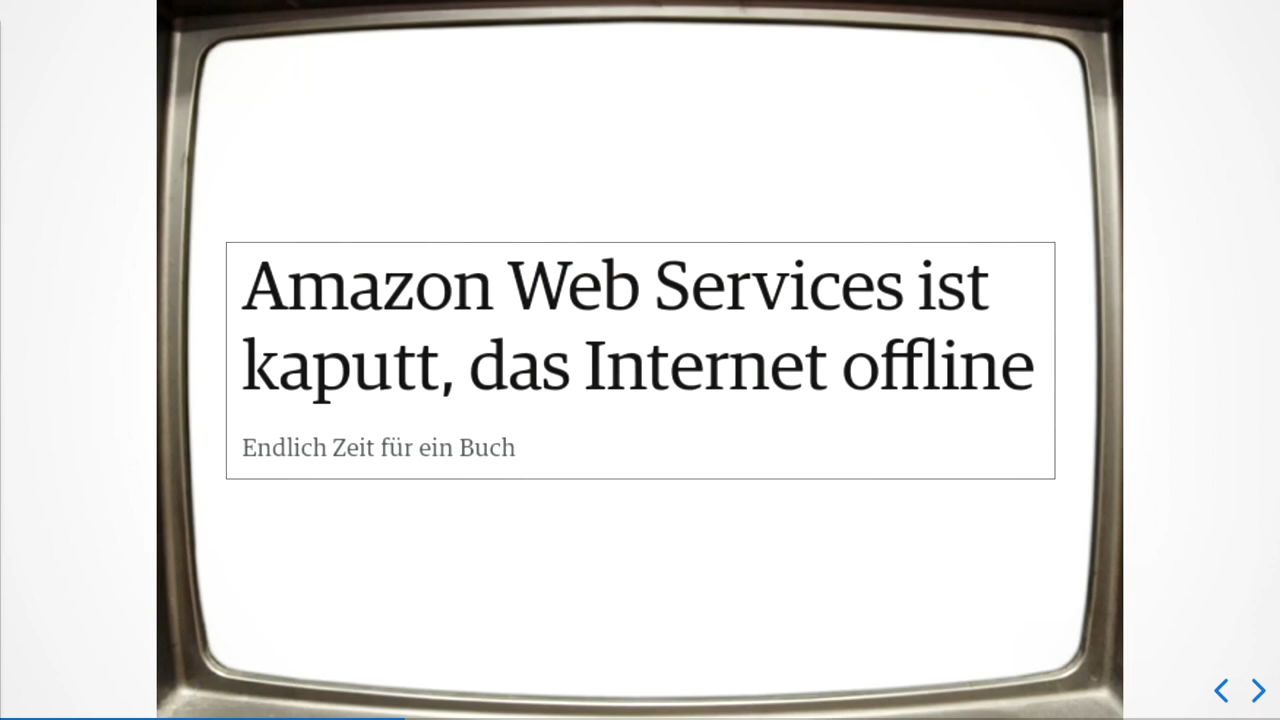 Amazon Web Services ist
kaputt, das Internet offline
Endlich Zeit für ein Buch